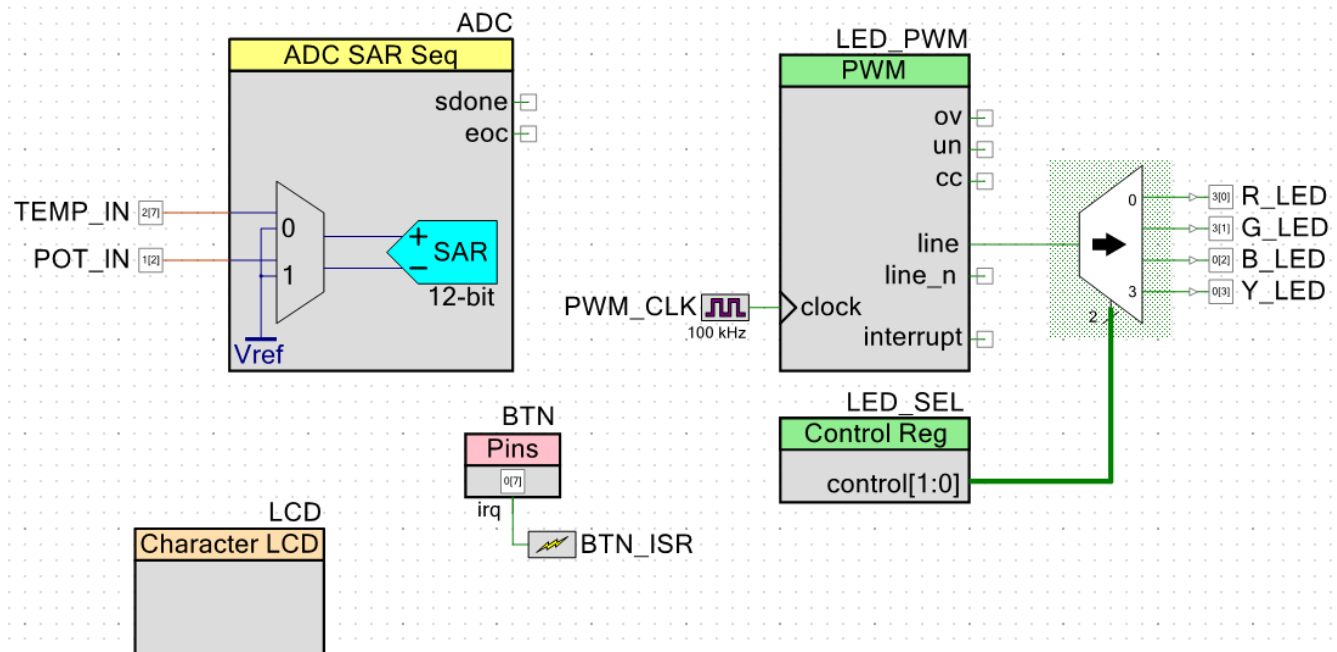 ADC
ADC SAR Seq
sdone
eoc
TEMP_IN 2[7]
0
POT_IN 1[2]
1
+ SAR
−
12-bit
Vref
LED_PWM
PWM
ov
un
cc
line
line_n
PWM_CLK
100 kHz
clock
interrupt
0
3
2
3[0] R_LED
3[1] G_LED
0[2] B_LED
0[3] Y_LED
LED_SEL
Control Reg
control[1:0]
BTN
Pins
0[7]
irq
BTN_ISR
LCD
Character LCD